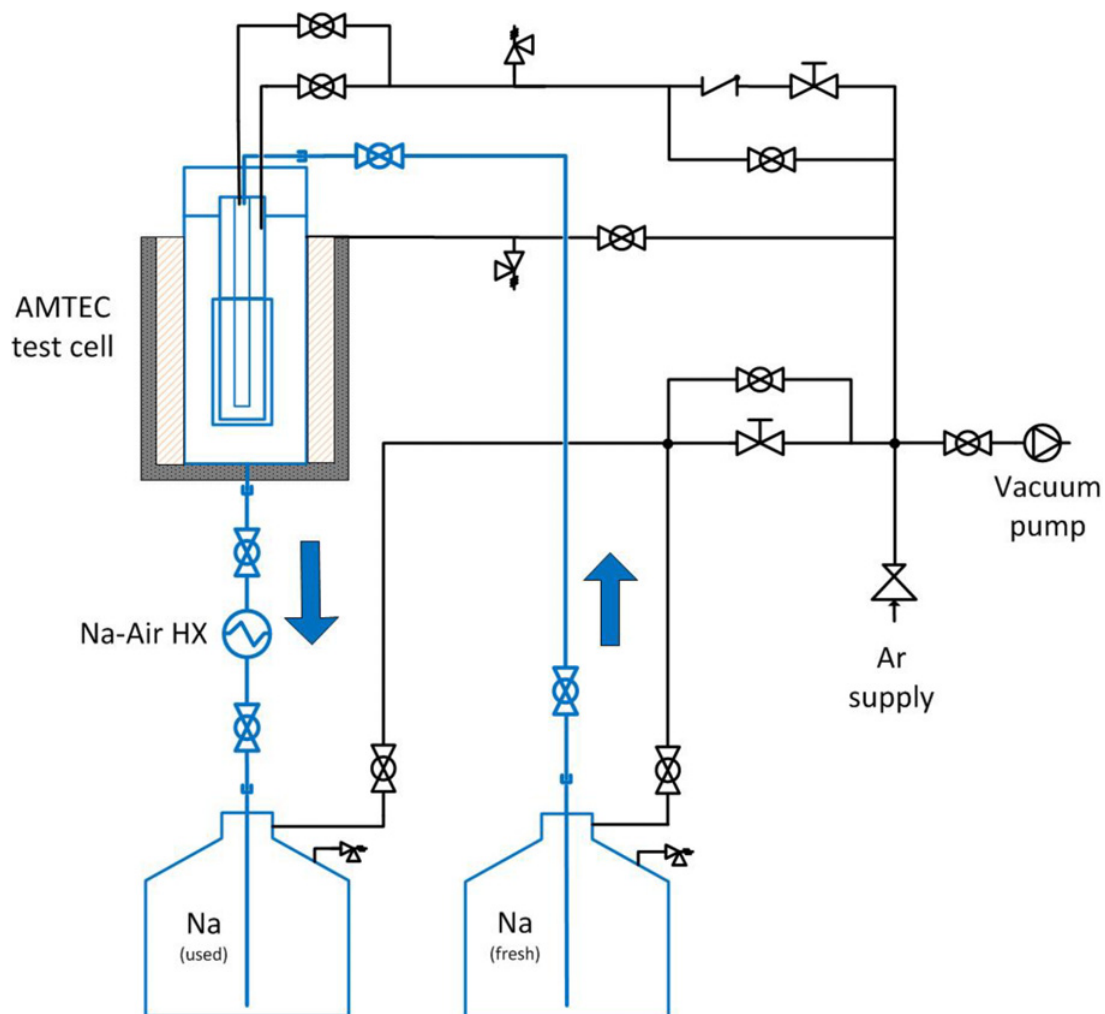 AMTEC
test cell
Vacuum
pump
Na-Air HX
Ar
supply
Na
(used)
Na
(fresh)